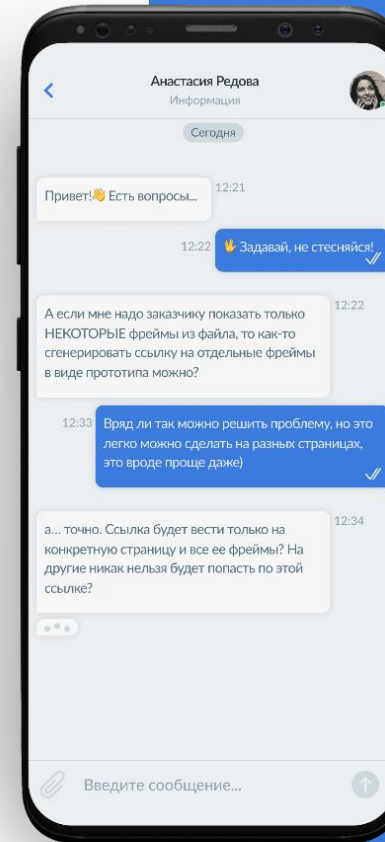 Анастасия Редова
Информация
Сегодня
Привет!👋 Есть вопросы...
12:21
12:22
🖖 Задавай, не стесняйся!
12:22
А если мне надо заказчику показать только
НЕКОТОРЫЕ фреймы из файла, то как-то
сгенерировать ссылку на отдельные фреймы
в виде прототипа можно?
12:33
Вряд ли так можно решить проблему, но это
легко можно сделать на разных страницах,
это вроде проще даже)
12:34
а... точно. Ссылка будет вести только на
конкретную страницу и все ее фреймы? На
другие никак нельзя будет попасть по этой
ссылке?
Введите сообщение...